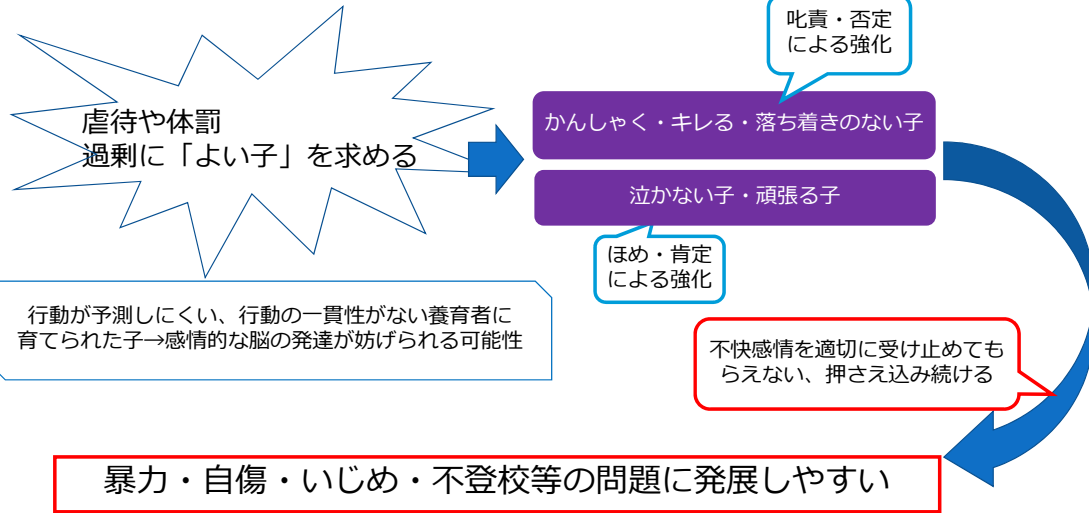 叱責・否定
による強化
虐待や体罰
過剰に「よい子」を求める
かんしゃく・キレる・落ち着きのない子
泣かない子・頑張る子
ほめ・肯定
による強化
行動が予測しにくい、行動の一貫性がない養育者に
育てられた子→感情的な脳の発達が妨げられる可能性
不快感情を適切に受け止めても
らえない、押さえ込み続ける
暴力・自傷・いじめ・不登校等の問題に発展しやすい